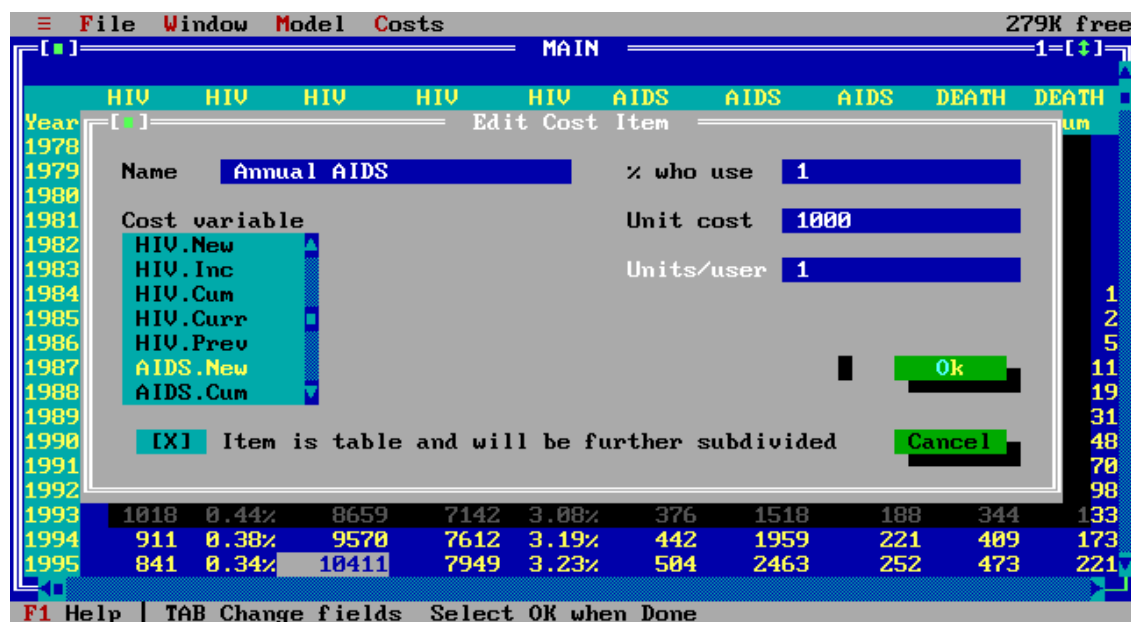 ≡ File Window Model Costs 279K free
[■] MAIN 1=[↕]
HIV HIV HIV HIV HIV AIDS AIDS AIDS DEATH DEATH
Year [■] Edit Cost Item um
1978
1979 Name Annual AIDS % who use 1
1980
1981 Cost variable Unit cost 1000
1982 HIV.New
1983 HIV.Inc Units/user 1
1984 HIV.Cum 1
1985 HIV.Curr 2
1986 HIV.Prev 5
1987 AIDS.New Ok 11
1988 AIDS.Cum 19
1989 31
1990 [X] Item is table and will be further subdivided Cancel 48
1991 70
1992 98
1993 1018 0.44% 8659 7142 3.08% 376 1518 188 344 133
1994 911 0.38% 9570 7612 3.19% 442 1959 221 409 173
1995 841 0.34% 10411 7949 3.23% 504 2463 252 473 221
F1 Help | TAB Change fields Select OK when Done